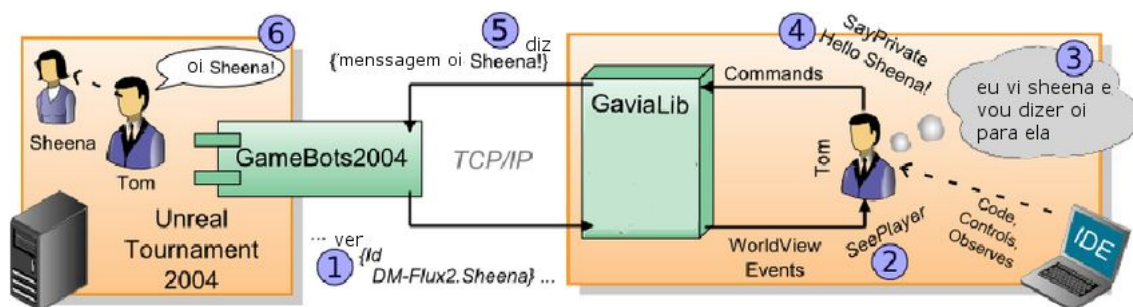 6
oi Sheena!
Sheena
Tom
GameBots2004
Unreal
Tournament
2004
5
diz
{menssagem oi Sheena!}
TCP/IP
... ver
1
{Id
DM-Flux2.Sheena} ...
GaviaLib
4
SayPrivate
Hello Sheena!
Commands
3
eu vi sheena e
vou dizer oi
para ela
Tom
WorldView
Events
SeePlayer
2
Code,
Controls,
Observes
IDE